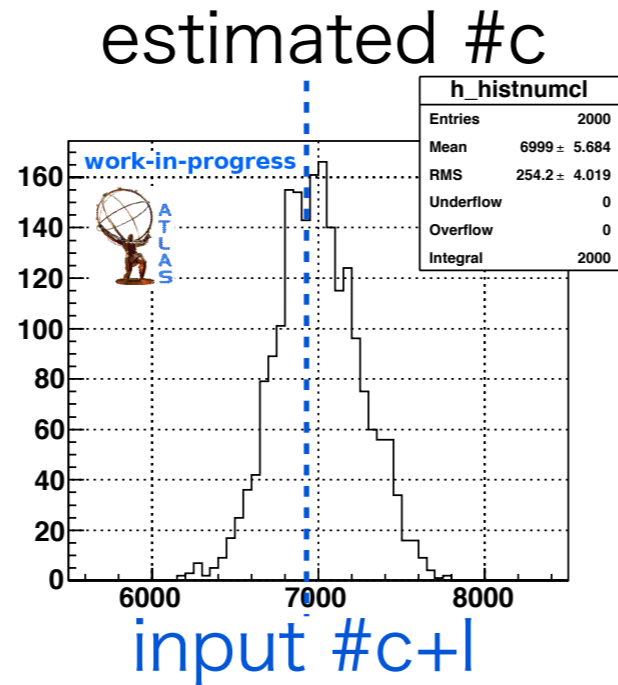 estimated #c
h_histnumcl
Entries 2000
Mean 6999 ± 5.684
RMS 254.2 ± 4.019
Underflow 0
Overflow 0
Integral 2000
work-in-progress
ATLAS
160
140
120
100
80
60
40
20
0
6000 7000 8000
input #c+l